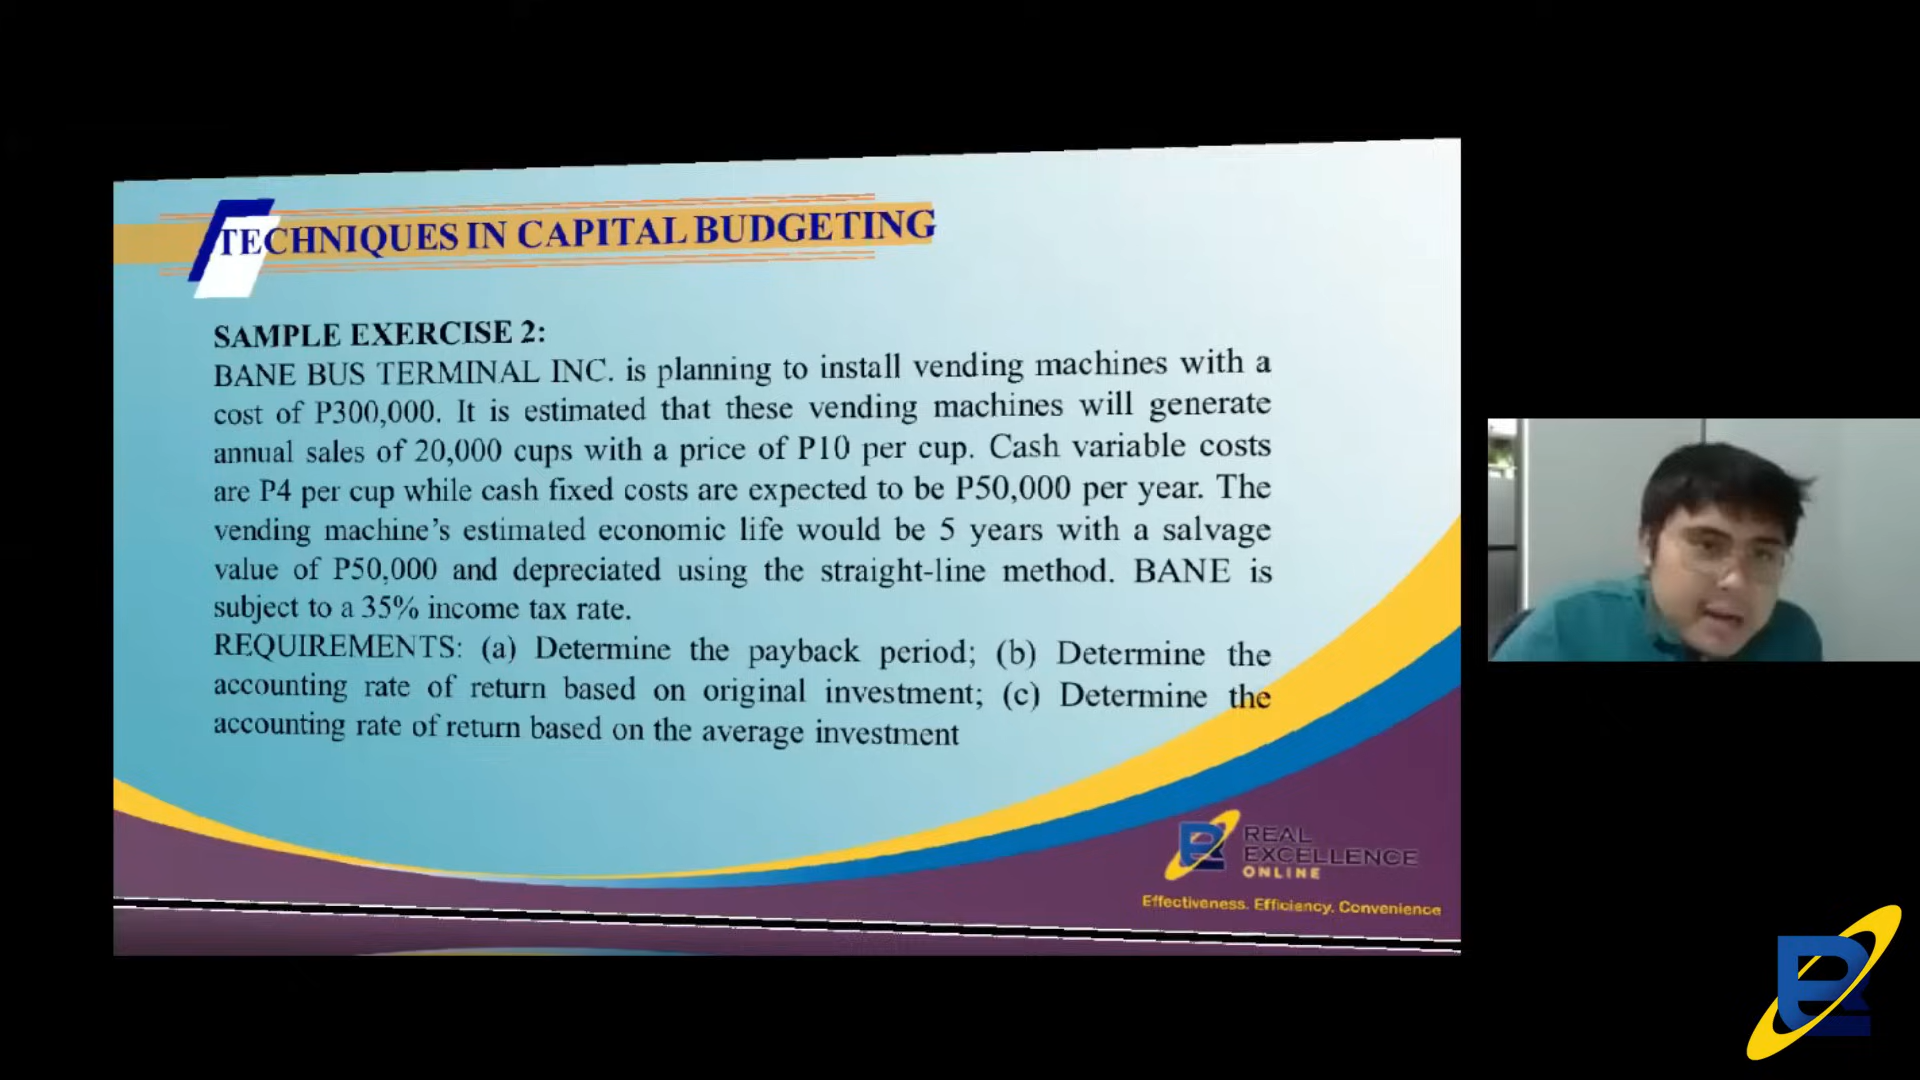 TECHNIQUES IN CAPITAL BUDGETING
SAMPLE EXERCISE 2:
BANE BUS TERMINAL INC. is planning to install vending machines with a
cost of P300,000. It is estimated that these vending machines will generate
annual sales of 20,000 cups with a price of P10 per cup. Cash variable costs
are P4 per cup while cash fixed costs are expected to be P50,000 per year. The
vending machine’s estimated economic life would be 5 years with a salvage
value of P50,000 and depreciated using the straight-line method. BANE is
subject to a 35% income tax rate.
REQUIREMENTS: (a) Determine the payback period; (b) Determine the
accounting rate of return based on original investment; (c) Determine the
accounting rate of return based on the average investment
REAL
EXCELLENCE
ONLINE
Effectiveness. Efficiency. Convenience